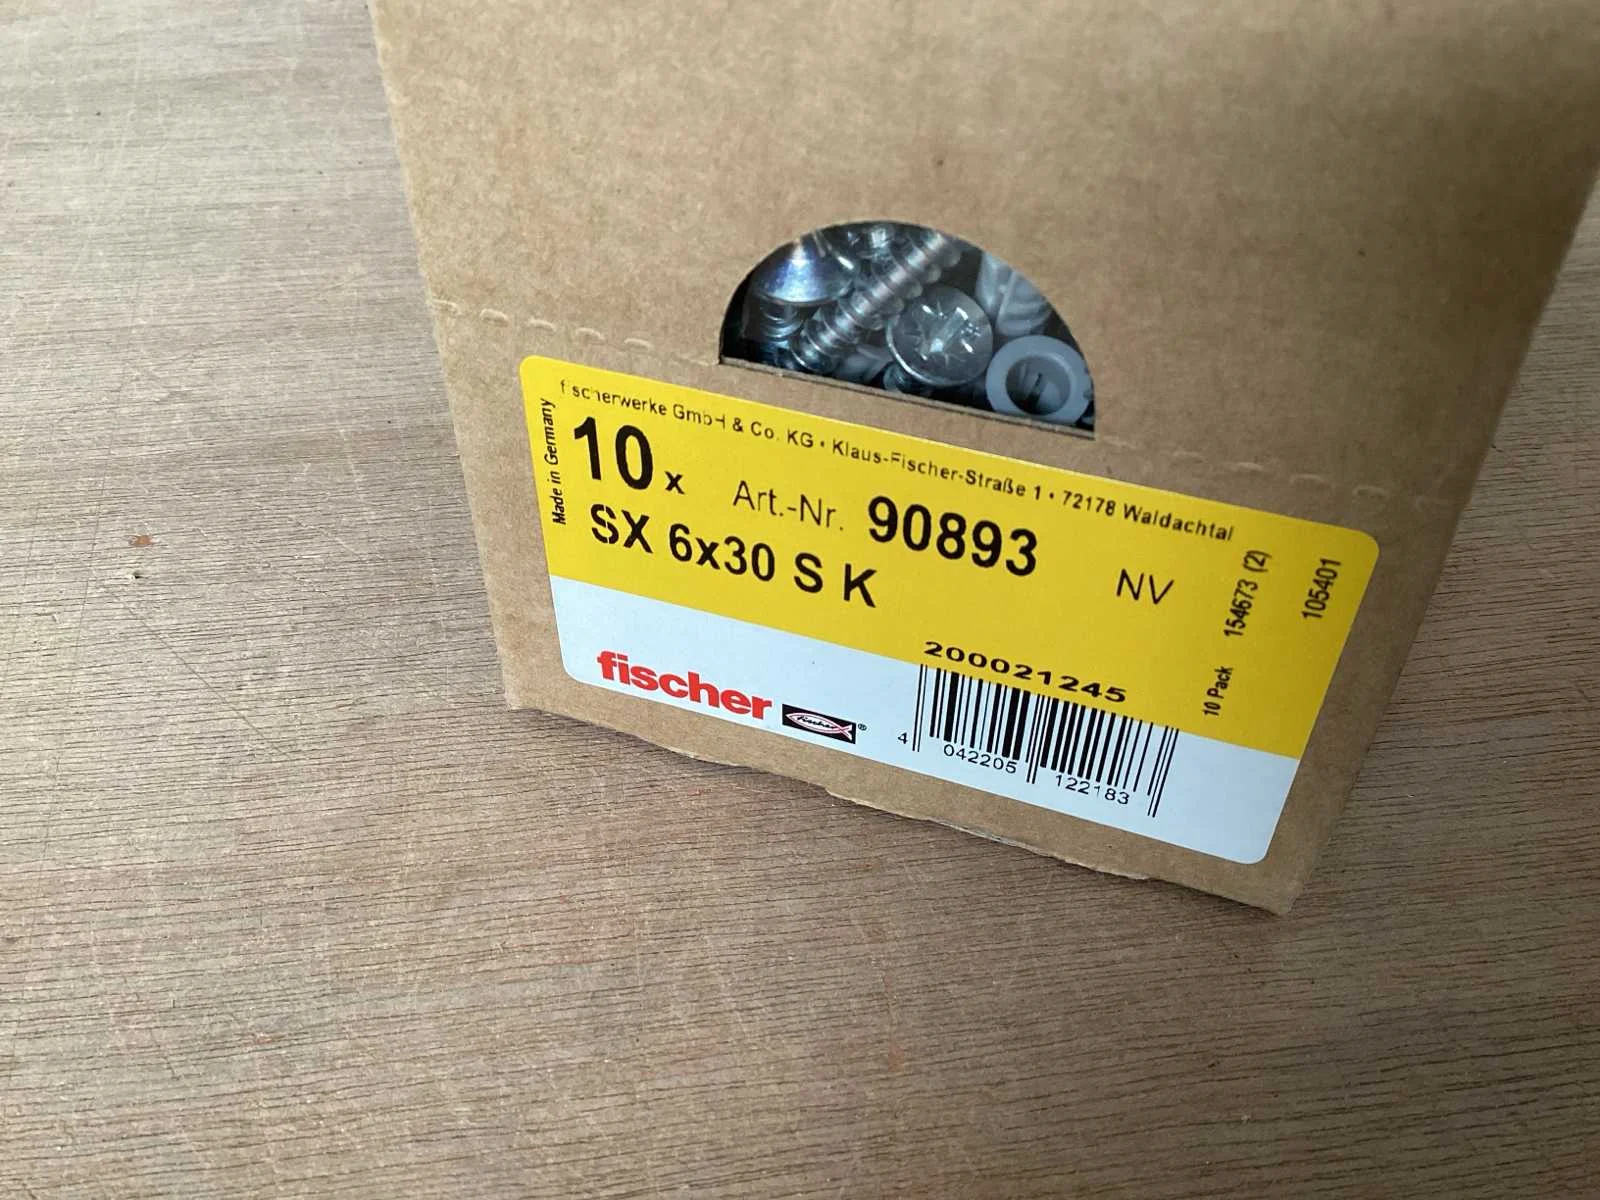 fischerwerke GmbH & Co. KG • Klaus-Fischer-Straße 1 • 72178 Waldachtal
Made in Germany
10 x Art.-Nr. 90893
SX 6x30 S K
NV
154673 (2)
105401
10 Pack
200021245
fischer
®
4 042205 122183